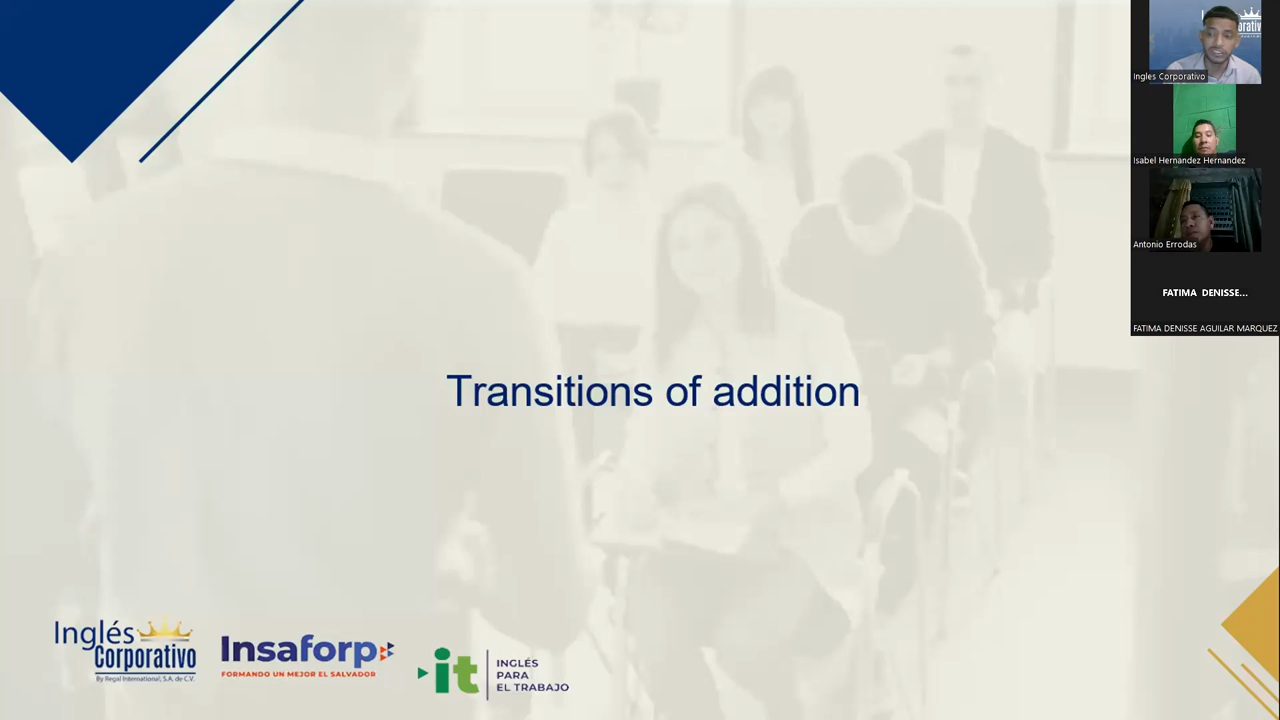 Ingles Corporativo
Isabel Hernandez Hernandez
Antonio Errodas
FATIMA DENISSE...
FATIMA DENISSE AGUILAR MARQUEZ
Transitions of addition
Inglés
Corporativo
By Regal International, S.A. de C.V.
Insaforp
FORMANDO UN MEJOR EL SALVADOR
it
INGLÉS
PARA
EL TRABAJO